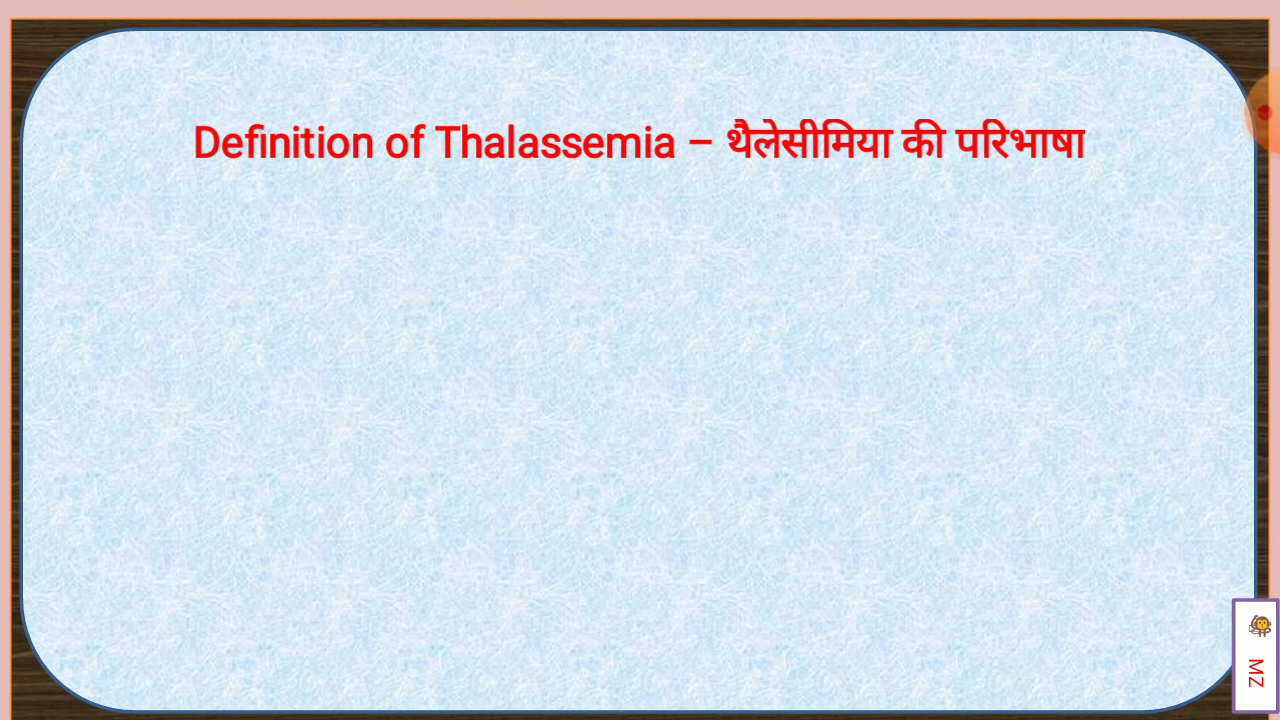 Definition of Thalassemia – थैलेसीमिया की परिभाषा
MZ